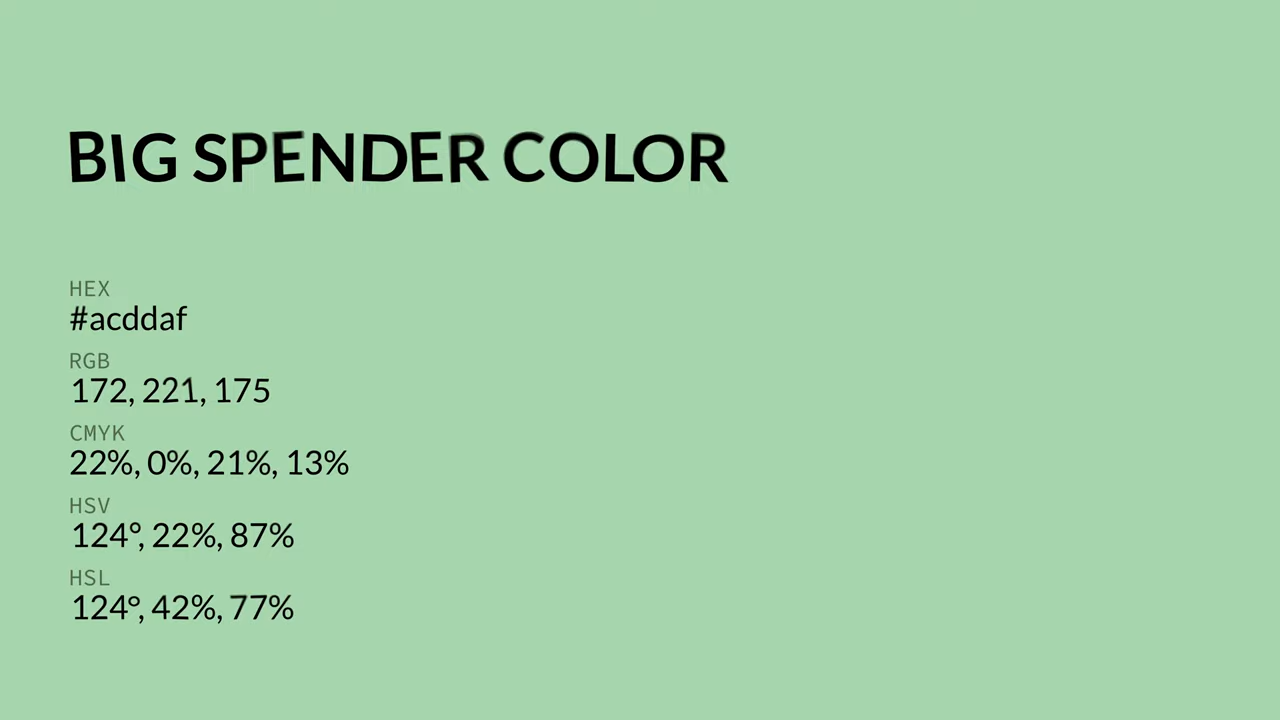 BIG SPENDER COLOR
HEX
#acddaf
RGB
172, 221, 175
CMYK
22%, 0%, 21%, 13%
HSV
124°, 22%, 87%
HSL
124°, 42%, 77%